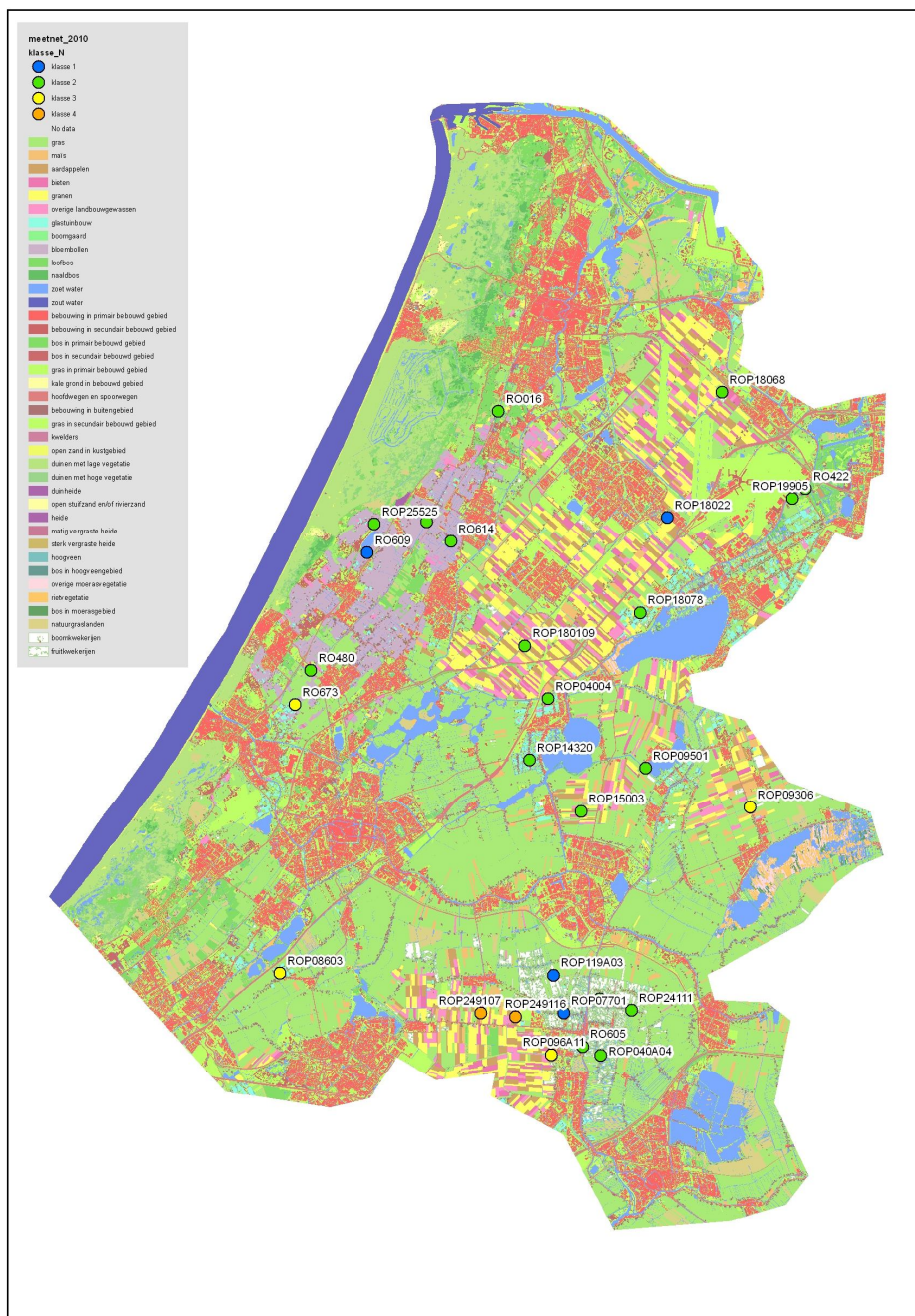 meetnet_2010
klasse_N
klasse 1
klasse 2
klasse 3
klasse 4
No data
gras
mais
aardappelen
bieten
granen
overige landbouwgewassen
glastuinbouw
boomgaard
bloembollen
loofbos
naaldbos
zoet water
zout water
bebouwing in primair bebouwd gebied
bebouwing in secundair bebouwd gebied
bos in primair bebouwd gebied
bos in secundair bebouwd gebied
gras in primair bebouwd gebied
kale grond in bebouwd gebied
hoofdwegen en spoorwegen
bebouwing in buitengebied
gras in secundair bebouwd gebied
kwelders
open zand in kustgebied
duinen met lage vegetatie
duinen met hoge vegetatie
duinheide
open stuifzand en/of rivierzand
heide
matig vergraste heide
sterk vergraste heide
hoogveen
bos in hoogveengebied
overige moerasvegetatie
rietvegetatie
bos in moerasgebied
natuurgraslanden
boomkwekerijen
fruitkwekerijen
ROP18068
RO016
RO422
ROP19905
ROP18022
ROP25525
RO614
RO609
ROP18078
ROP180109
RO480
RO673
ROP04004
ROP14320
ROP09501
ROP15003
ROP09306
ROP08603
ROP119A03
ROP249107
ROP249116
ROP07701
ROP24111
RO605
ROP096A11
ROP040A04